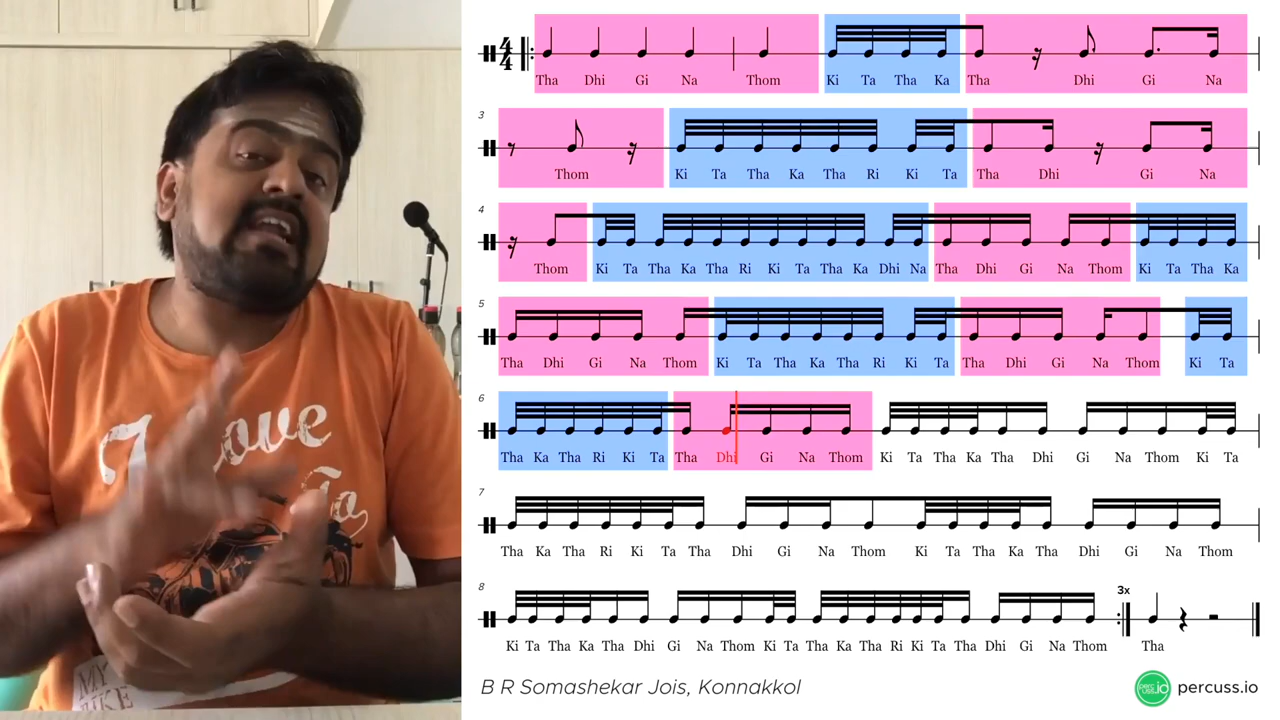 4
4
Tha Dhi Gi Na Thom Ki Ta Tha Ka Tha Dhi Gi Na
3
Thom Ki Ta Tha Ka Tha Ri Ki Ta Tha Dhi Gi Na
4
Thom Ki Ta Tha Ka Tha Ri Ki Ta Tha Ka Dhi Na Tha Dhi Gi Na Thom Ki Ta Tha Ka
5
Tha Dhi Gi Na Thom Ki Ta Tha Ka Tha Ri Ki Ta Tha Dhi Gi Na Thom Ki Ta
6
Tha Ka Tha Ri Ki Ta Tha Dhi Gi Na Thom Ki Ta Tha Ka Tha Dhi Gi Na Thom Ki Ta
7
Tha Ka Tha Ri Ki Ta Tha Dhi Gi Na Thom Ki Ta Tha Ka Tha Dhi Gi Na Thom
8
3x
Ki Ta Tha Ka Tha Dhi Gi Na Thom Ki Ta Tha Ka Tha Ri Ki Ta Tha Dhi Gi Na Thom Tha
B R Somashekar Jois, Konnakkol
percuss.io
MY